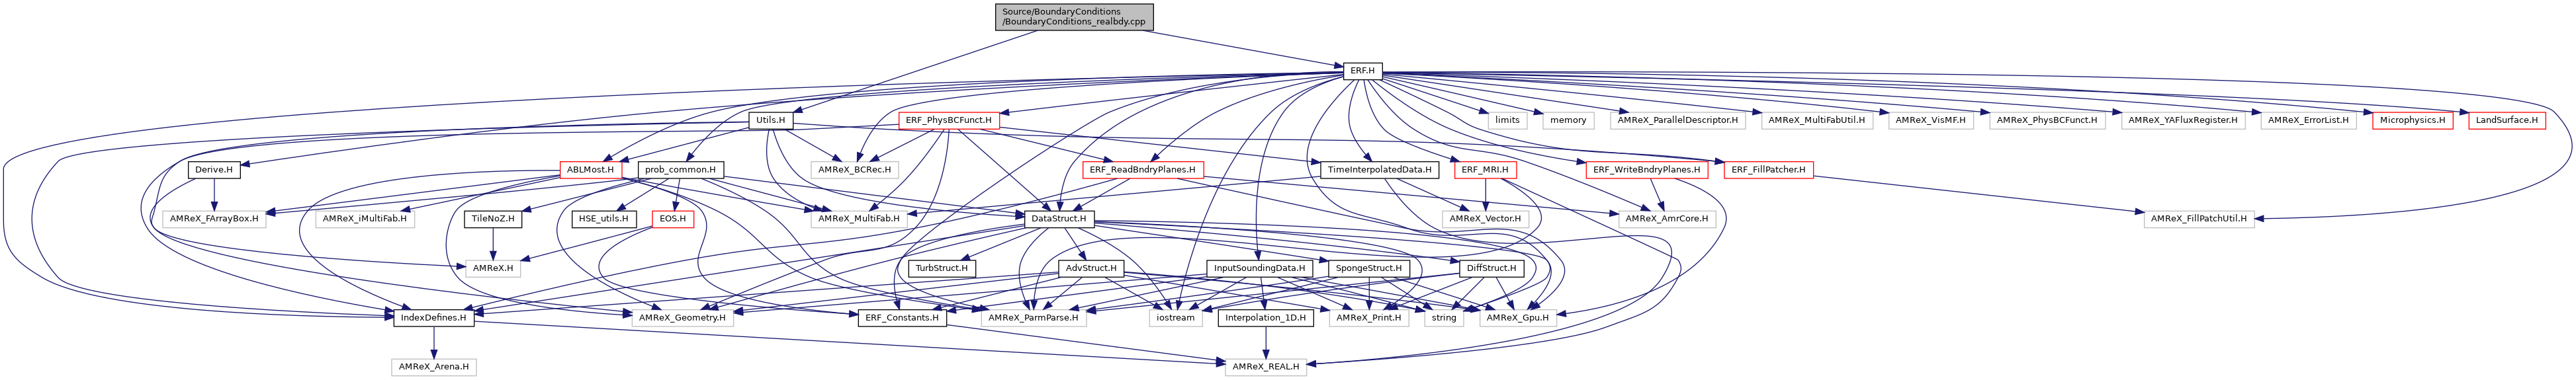 Source/BoundaryConditions
/BoundaryConditions_realbdy.cpp
ERF.H
Utils.H
ERF_PhysBCFunct.H
limits
memory
AMReX_ParallelDescriptor.H
AMReX_MultiFabUtil.H
AMReX_VisMF.H
AMReX_PhysBCFunct.H
AMReX_YAFluxRegister.H
AMReX_ErrorList.H
Microphysics.H
LandSurface.H
Derive.H
ABLMost.H
prob_common.H
AMReX_BCRec.H
ERF_ReadBndryPlanes.H
TimeInterpolatedData.H
ERF_MRI.H
ERF_WriteBndryPlanes.H
ERF_FillPatcher.H
AMReX_FArrayBox.H
AMReX_iMultiFab.H
TileNoZ.H
HSE_utils.H
EOS.H
AMReX_MultiFab.H
DataStruct.H
AMReX_Vector.H
AMReX_AmrCore.H
AMReX_FillPatchUtil.H
AMReX.H
TurbStruct.H
AdvStruct.H
InputSoundingData.H
SpongeStruct.H
DiffStruct.H
IndexDefines.H
AMReX_Geometry.H
ERF_Constants.H
AMReX_ParmParse.H
iostream
Interpolation_1D.H
AMReX_Print.H
string
AMReX_Gpu.H
AMReX_Arena.H
AMReX_REAL.H